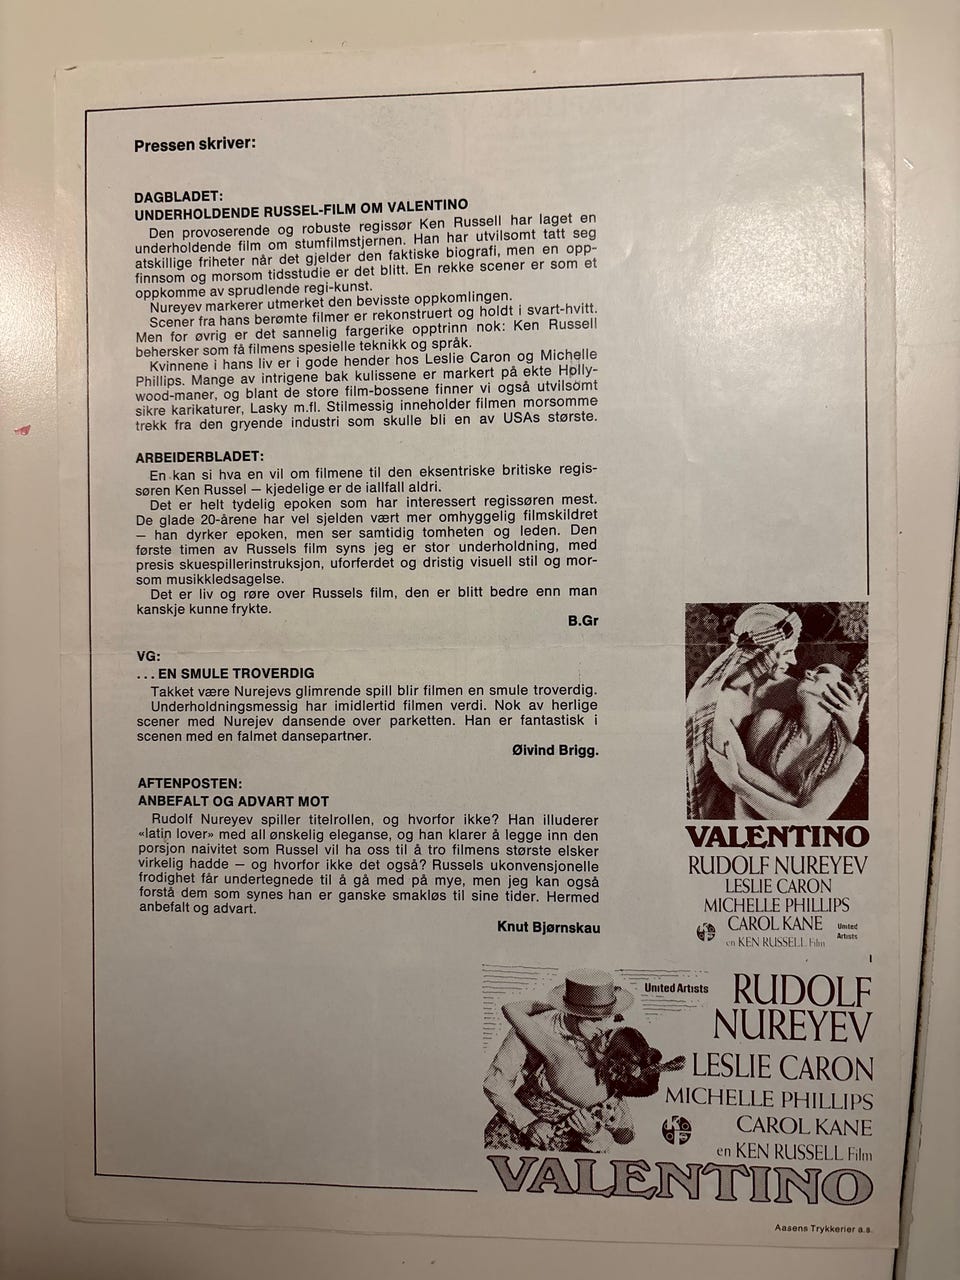 Pressen skriver:
DAGBLADET:
UNDERHOLDENDE RUSSEL-FILM OM VALENTINO
Den provoserende og robuste regissør Ken Russell har laget en
underholdende film om stumfilmstjernen. Han har utvilsomt tatt seg
atskillige friheter når det gjelder den faktiske biografi, men en opp-
finnsom og morsom tidsstudie er det blitt. En rekke scener er som et
oppkomme av sprudlende regi-kunst.
Nureyev markerer utmerket den bevisste oppkomlingen.
Scener fra hans berømte filmer er rekonstruert og holdt i svart-hvitt.
Men for øvrig er det sannelig fargerike opptrinn nok: Ken Russell
behersker som få filmens spesielle teknikk og språk.
Kvinnene i hans liv er i gode hender hos Leslie Caron og Michelle
Phillips. Mange av intrigene bak kulissene er markert på ekte Holly-
wood-maner, og blant de store film-bossene finner vi også utvilsomt
sikre karikaturer, Lasky m.fl. Stilmessig inneholder filmen morsomme
trekk fra den gryende industri som skulle bli en av USAs største.
ARBEIDERBLADET:
En kan si hva en vil om filmene til den eksentriske britiske regis-
søren Ken Russel — kjedelige er de iallfall aldri.
Det er helt tydelig epoken som har interessert regissøren mest.
De glade 20-årene har vel sjelden vært mer omhyggelig filmskildret
— han dyrker epoken, men ser samtidig tomheten og leden. Den
første timen av Russels film syns jeg er stor underholdning, med
presis skuespillerinstruksjon, uforferdet og dristig visuell stil og mor-
som musikkledsagelse.
Det er liv og røre over Russels film, den er blitt bedre enn man
kanskje kunne frykte.
B.Gr
VG:
...EN SMULE TROVERDIG
Takket være Nurejevs glimrende spill blir filmen en smule troverdig.
Underholdningsmessig har imidlertid filmen verdi. Nok av herlige
scener med Nurejev dansende over parketten. Han er fantastisk i
scenen med en falmet dansepartner.
Øivind Brigg.
AFTENPOSTEN:
ANBEFALT OG ADVART MOT
Rudolf Nureyev spiller titelrollen, og hvorfor ikke? Han illuderer
«latin lover» med all ønskelig eleganse, og han klarer å legge inn den
porsjon naivitet som Russel vil ha oss til å tro filmens største elsker
virkelig hadde — og hvorfor ikke det også? Russels ukonvensjonelle
frodighet får undertegnede til å gå med på mye, men jeg kan også
forstå dem som synes han er ganske smakløs til sine tider. Hermed
anbefalt og advart.
Knut Bjørnskau
VALENTINO
RUDOLF NUREYEV
LESLIE CARON
MICHELLE PHILLIPS
CAROL KANE
United
Artists
en KEN RUSSELL Film
United Artists
RUDOLF
NUREYEV
LESLIE CARON
MICHELLE PHILLIPS
CAROL KANE
en KEN RUSSELL Film
VALENTINO
Aasens Trykkerier a.s.